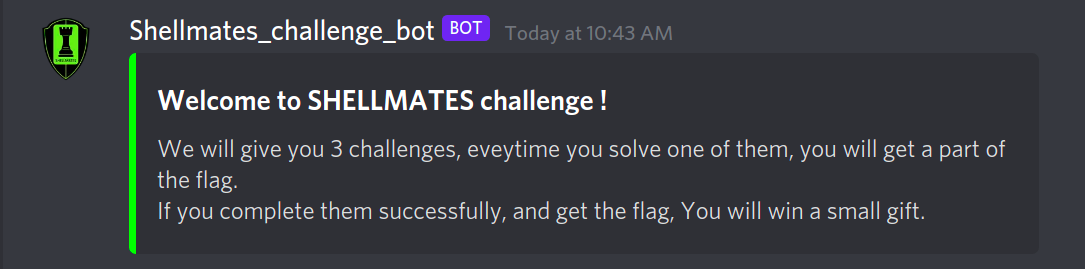 Shellmates_challenge_bot BOT Today at 10:43 AM
Welcome to SHELLMATES challenge !
We will give you 3 challenges, eveytime you solve one of them, you will get a part of
the flag.
If you complete them successfully, and get the flag, You will win a small gift.